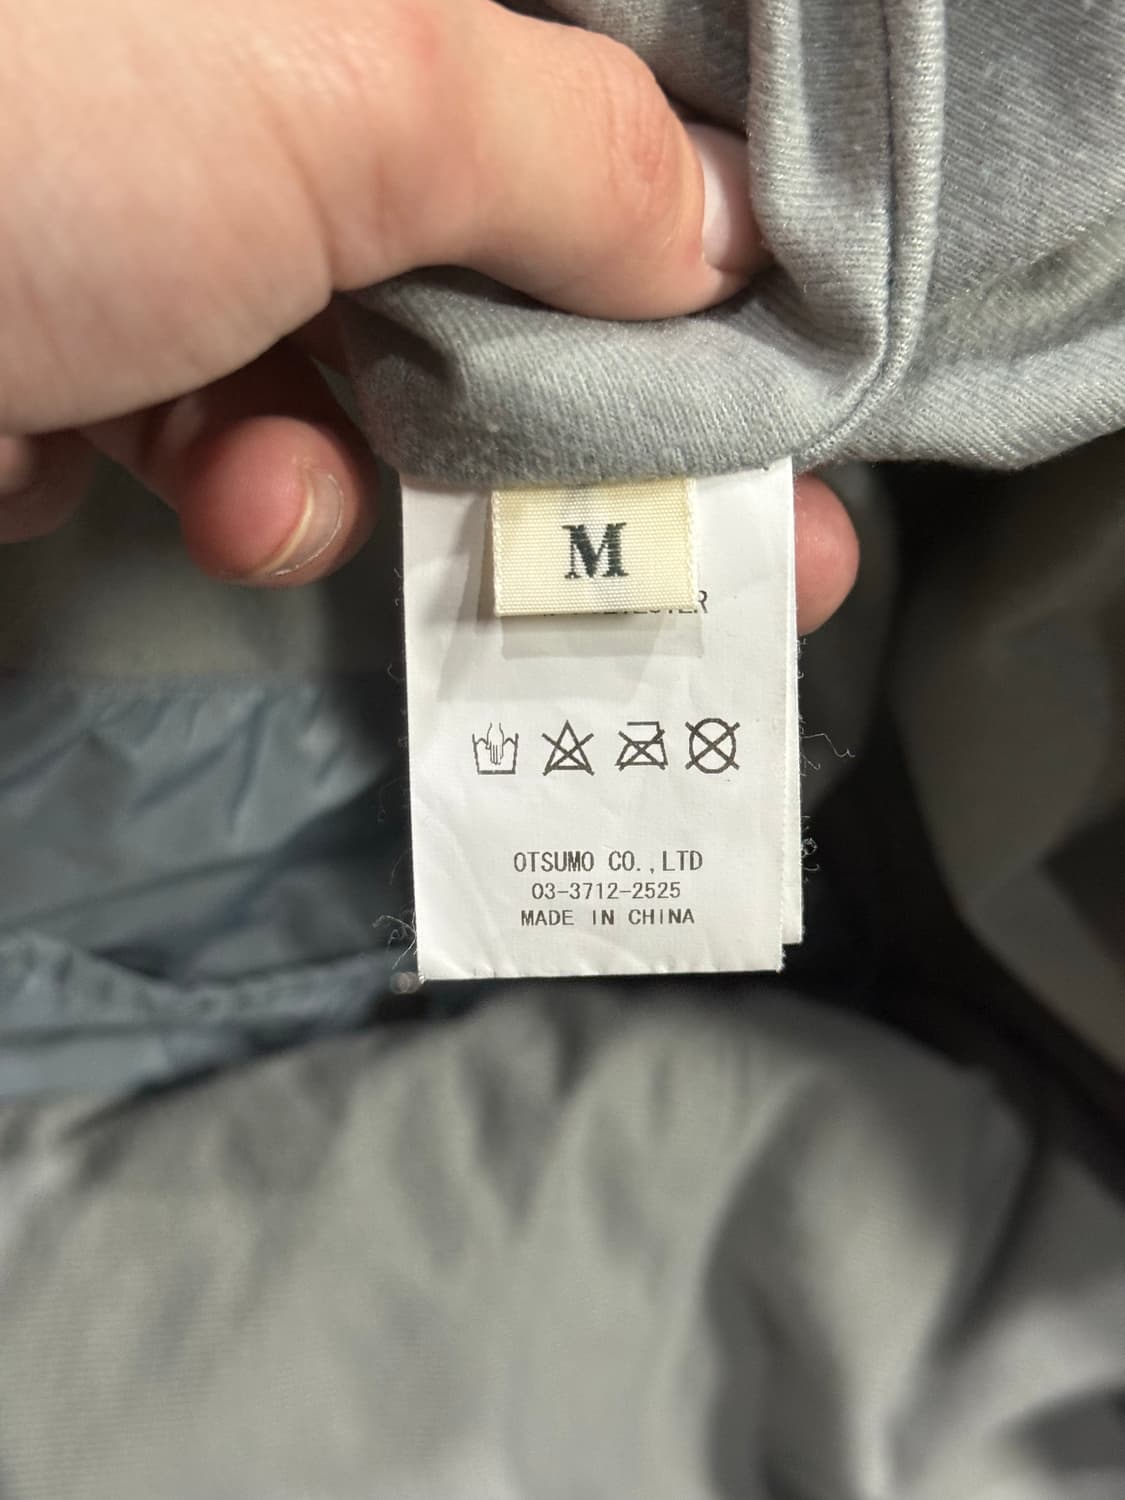 M
OTSUMO CO.,LTD
03-3712-2525
MADE IN CHINA